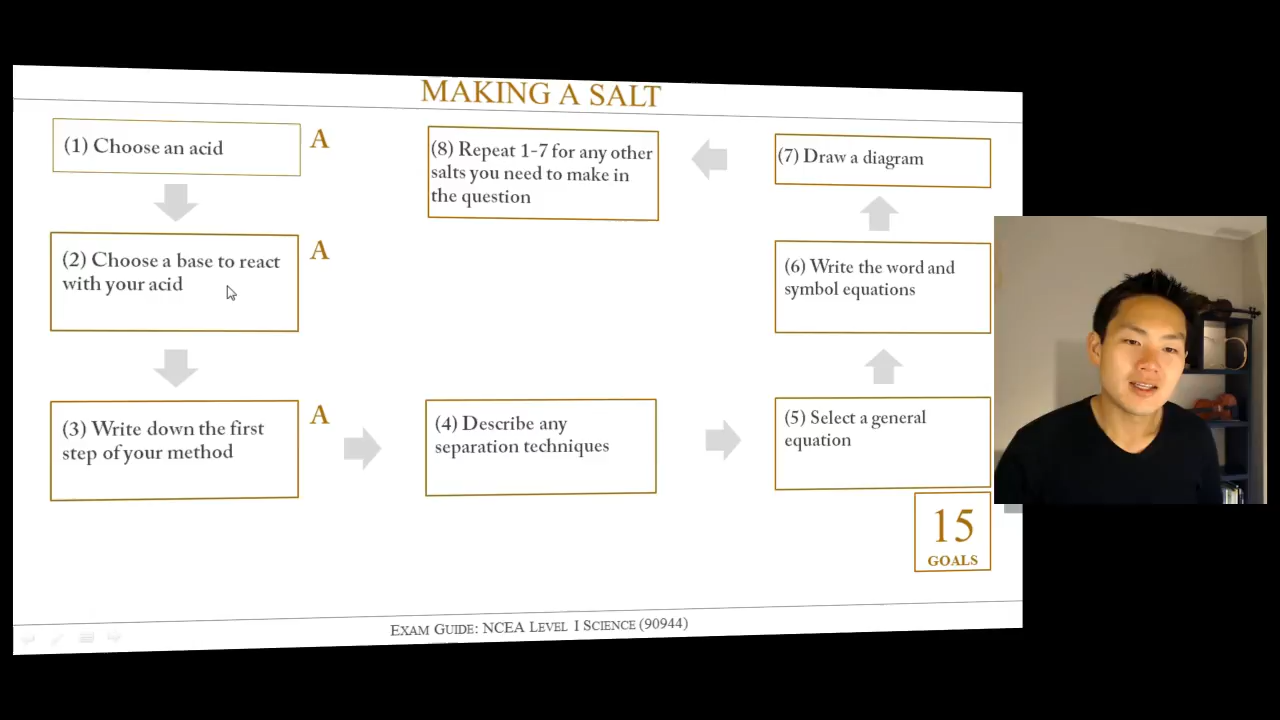 MAKING A SALT
(1) Choose an acid
A
(2) Choose a base to react
with your acid
A
(3) Write down the first
step of your method
A
(4) Describe any
separation techniques
(5) Select a general
equation
(6) Write the word and
symbol equations
(7) Draw a diagram
(8) Repeat 1-7 for any other
salts you need to make in
the question
15
GOALS
EXAM GUIDE: NCEA LEVEL 1 SCIENCE (90944)